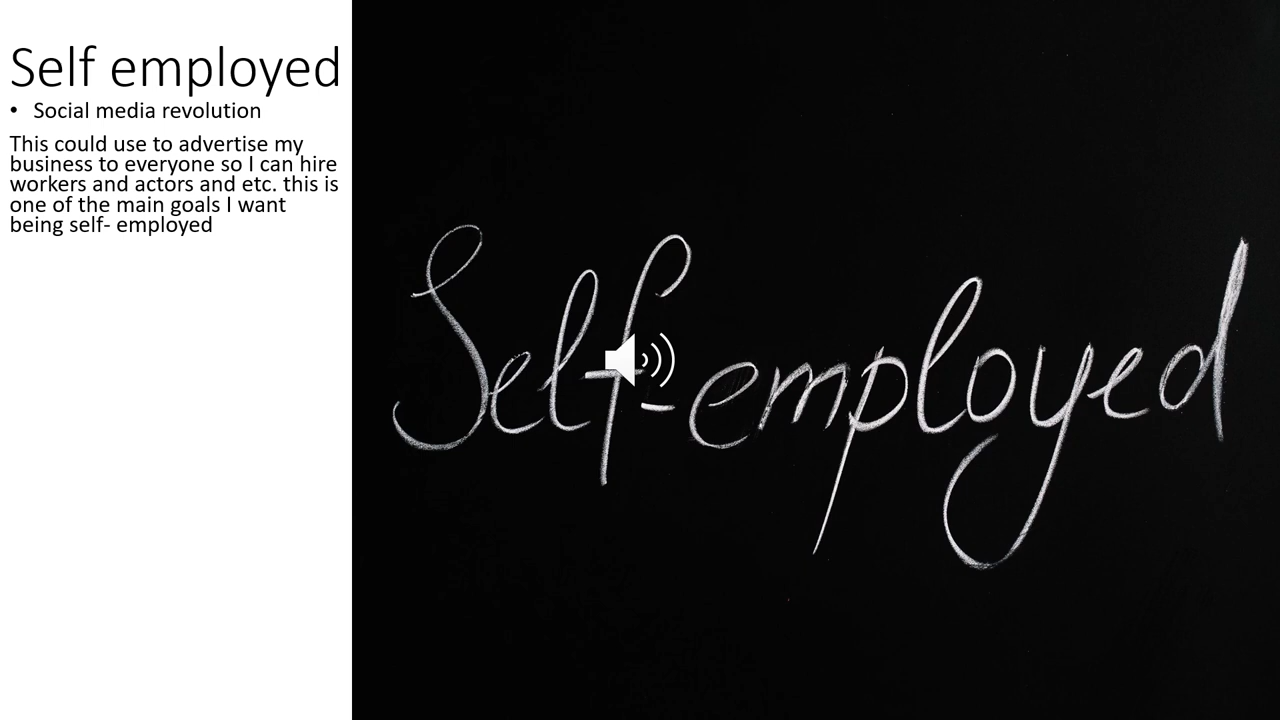 Self employed
• Social media revolution
This could use to advertise my
business to everyone so I can hire
workers and actors and etc. this is
one of the main goals I want
being self- employed
Self-employed